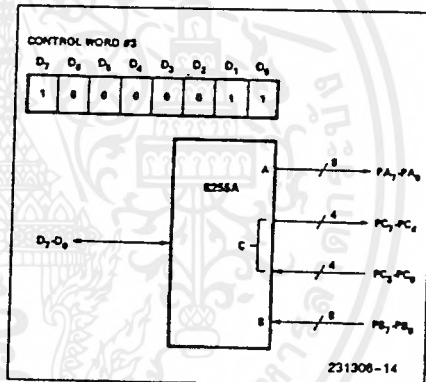 CONTROL WORD #3
D7 D6 D5 D4 D3 D2 D1 D0
1 0 0 0 0 0 1 1
8255A
A
8
PA7-PA0
4
PC7-PC4
D7-D0
C
4
PC3-PC0
B
8
PB7-PB0
231306-14